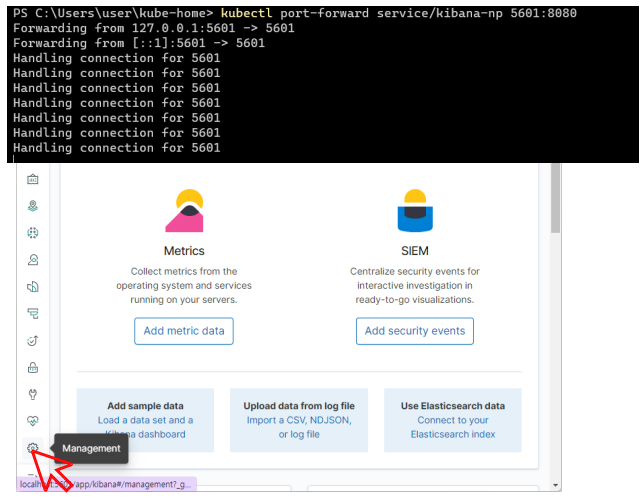 PS C:\Users\user\kube-home> kubectl port-forward service/kibana-np 5601:8080
Forwarding from 127.0.0.1:5601 -> 5601
Forwarding from [::1]:5601 -> 5601
Handling connection for 5601
Handling connection for 5601
Handling connection for 5601
Handling connection for 5601
Handling connection for 5601
Handling connection for 5601
Handling connection for 5601
Metrics
Collect metrics from the
operating system and services
running on your servers.
Add metric data
SIEM
Centralize security events for
interactive investigation in
ready-to-go visualizations.
Add security events
Add sample data
Load a data set and a
Kibana dashboard
Upload data from log file
Import a CSV, NDJSON,
or log file
Use Elasticsearch data
Connect to your
Elasticsearch index
Management
localhost:5601/app/kibana#/management?_g...